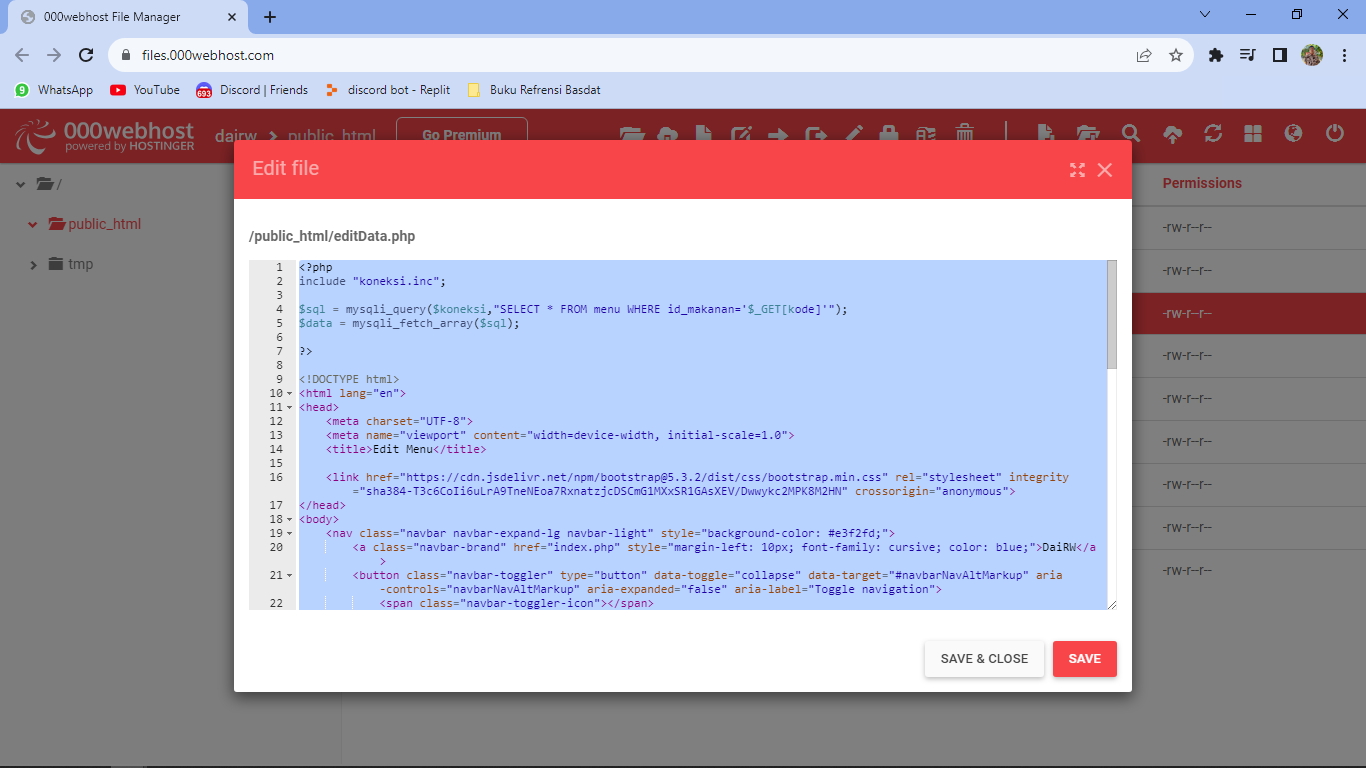 000webhost File Manager
files.000webhost.com
9 WhatsApp YouTube 693 Discord | Friends discord bot - Replit Buku Refrensi Basdat
000webhost
powered by HOSTINGER
dairw > public_html
Go Premium
Edit file
Permissions
/
public_html
tmp
/public_html/editData.php
1 <?php
2 include "koneksi.inc";
3
4 $sql = mysqli_query($koneksi,"SELECT * FROM menu WHERE id_makanan='$_GET[kode]'");
5 $data = mysqli_fetch_array($sql);
6
7 ?>
8
9 <!DOCTYPE html>
10 <html lang="en">
11 <head>
12 <meta charset="UTF-8">
13 <meta name="viewport" content="width=device-width, initial-scale=1.0">
14 <title>Edit Menu</title>
15
16 <link href="https://cdn.jsdelivr.net/npm/bootstrap@5.3.2/dist/css/bootstrap.min.css" rel="stylesheet" integrity
="sha384-T3c6CoIi6uLrA9TneNEoa7RxnatzjcDSCmG1MXxSR1GAsXEV/Dwwykc2MPK8M2HN" crossorigin="anonymous">
17 </head>
18 <body>
19 <nav class="navbar navbar-expand-lg navbar-light" style="background-color: #e3f2fd;">
20 <a class="navbar-brand" href="index.php" style="margin-left: 10px; font-family: cursive; color: blue;">DaiRW</a
>
21 <button class="navbar-toggler" type="button" data-toggle="collapse" data-target="#navbarNavAltMarkup" aria
-controls="navbarNavAltMarkup" aria-expanded="false" aria-label="Toggle navigation">
22 <span class="navbar-toggler-icon"></span>
-rw-r--r--
-rw-r--r--
-rw-r--r--
-rw-r--r--
-rw-r--r--
-rw-r--r--
-rw-r--r--
-rw-r--r--
-rw-r--r--
SAVE & CLOSE
SAVE